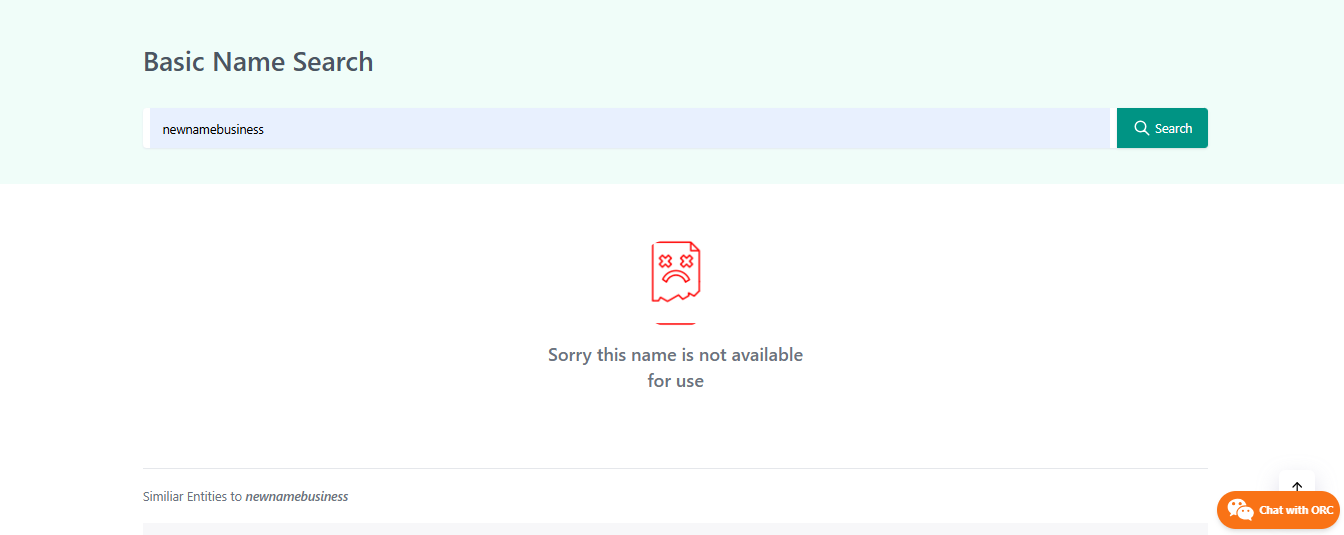 Basic Name Search
newnamebusiness
Search
Sorry this name is not available
for use
Similiar Entities to newnamebusiness
Chat with ORC